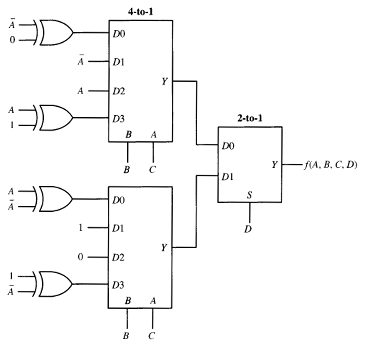 4-to-1
A̅
0
D0
A̅
D1
A
D2
Y
A
1
D3
B A
B C
2-to-1
D0
D1
Y
f(A, B, C, D)
S
D
A
A̅
D0
1
D1
0
D2
Y
1
A̅
D3
B A
B C